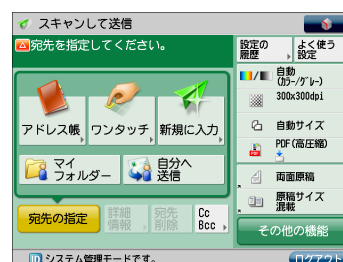 スキャンして送信
宛先を指定してください。
設定の
履歴
よく使う
設定
自動
(カラー/グレー)
300x300dpi
アドレス帳
ワンタッチ
新規に入力
自動サイズ
PDF(高圧縮)
マイ
フォルダー
自分へ
送信
両面原稿
原稿サイズ
混載
宛先の指定
詳細
情報
宛先
削除
Cc
Bcc
その他の機能
ID システム管理モードです。
ログアウト